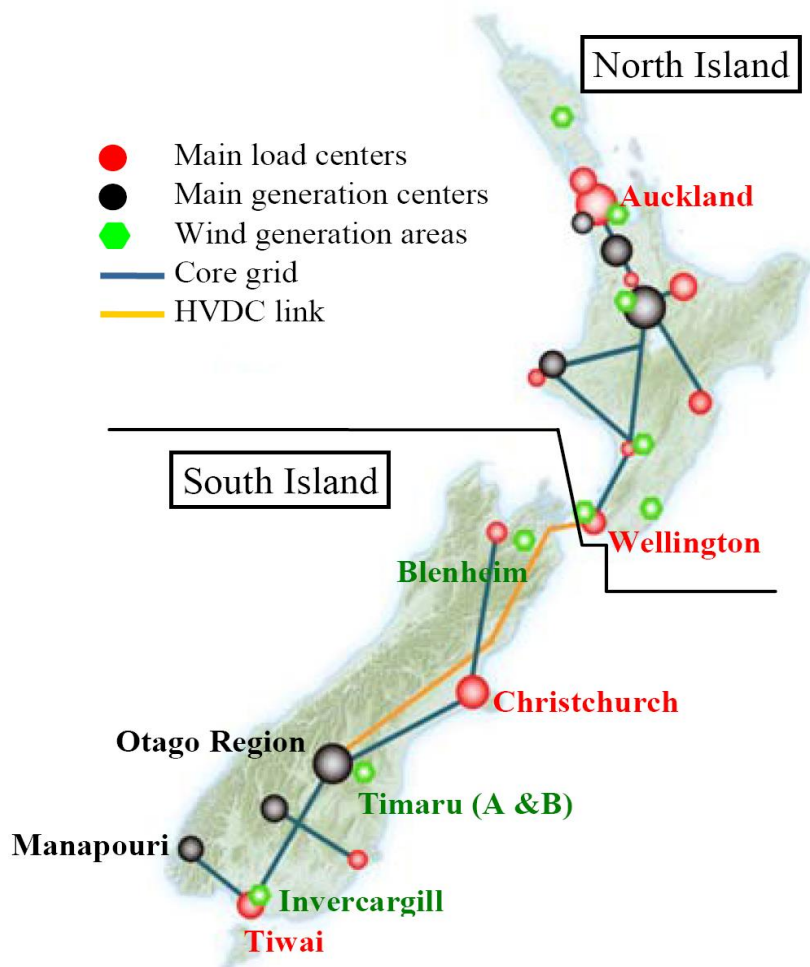 North Island
Main load centers
Main generation centers
Wind generation areas
Core grid
HVDC link
Auckland
South Island
Wellington
Blenheim
Christchurch
Otago Region
Timaru (A &B)
Manapouri
Invercargill
Tiwai